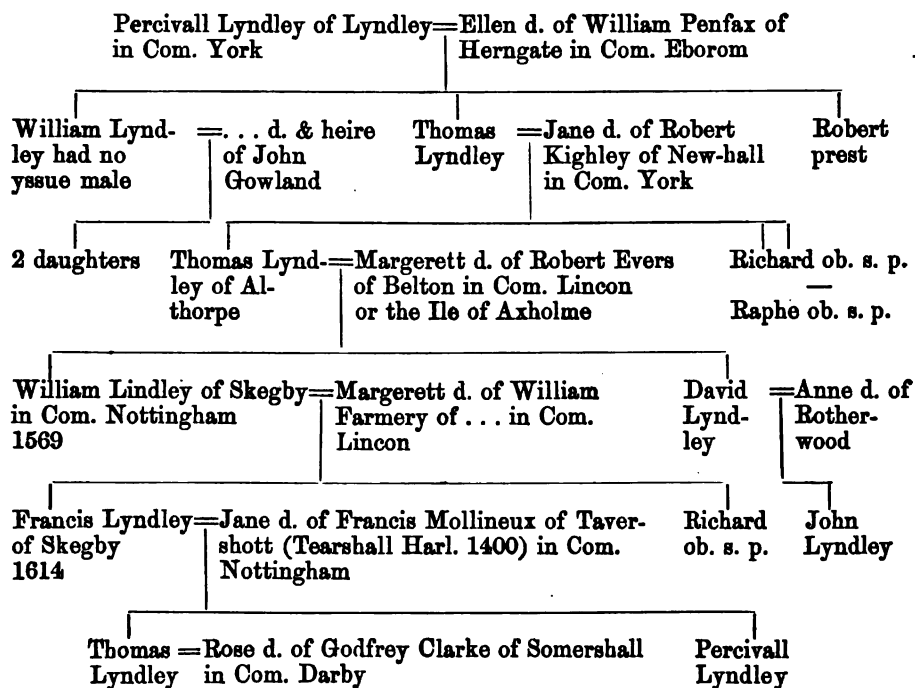 Percivall Lyndley of Lyndley=Ellen d. of William Penfax of
in Com. York Herngate in Com. Eborom
William Lynd-
ley had no
yssue male
=... d. & heire
of John
Gowland
Thomas
Lyndley
=Jane d. of Robert
Kighley of New-hall
in Com. York
Robert
prest
2 daughters
Thomas Lynd-
ley of Al-
thorpe
=Margerett d. of Robert Evers
of Belton in Com. Lincon
or the Ile of Axholme
Richard ob. s. p.
—
Raphe ob. s. p.
William Lindley of Skegby
in Com. Nottingham
1569
=Margerett d. of William
Farmery of ... in Com.
Lincon
David
Lynd-
ley
=Anne d. of
Rother-
wood
Francis Lyndley
of Skegby
1614
=Jane d. of Francis Mollineux of Taver-
shott (Tearshall Harl. 1400) in Com.
Nottingham
Richard
ob. s. p.
John
Lyndley
Thomas
Lyndley
=Rose d. of Godfrey Clarke of Somershall
in Com. Darby
Percivall
Lyndley